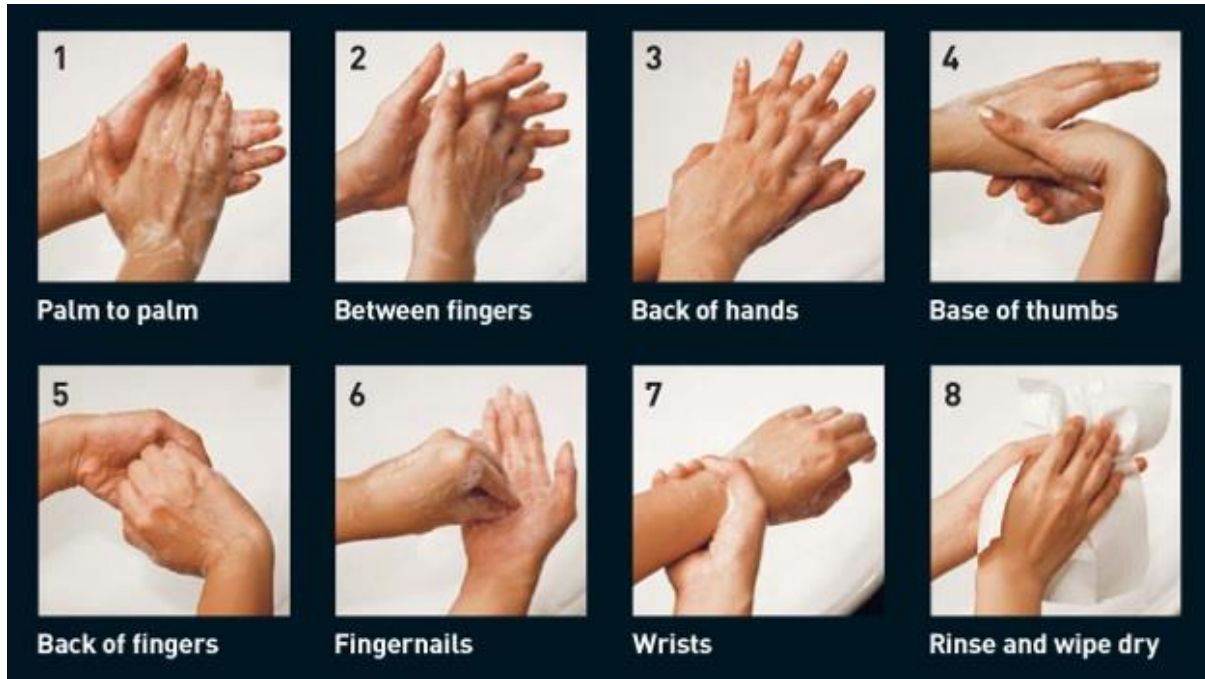 1
2
3
4
Palm to palm
Between fingers
Back of hands
Base of thumbs
5
6
7
8
Back of fingers
Fingernails
Wrists
Rinse and wipe dry